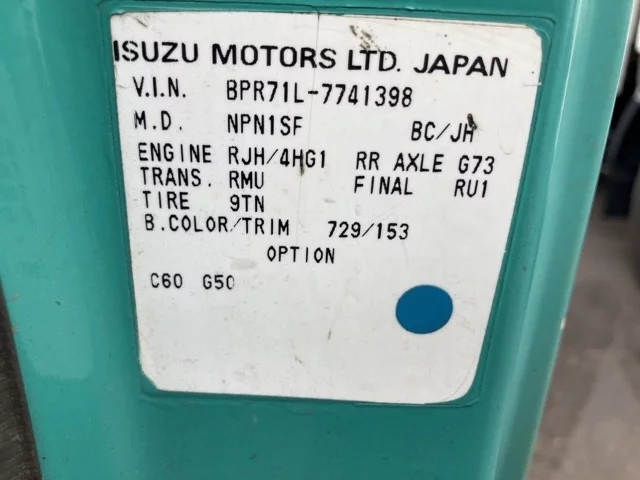 ISUZU MOTORS LTD. JAPAN
V.I.N. BPR71L-7741398
M.D. NPN1SF BC/JH
ENGINE RJH/4HG1 RR AXLE G73
TRANS. RMU FINAL RU1
TIRE 9TN
B.COLOR/TRIM 729/153
OPTION
C60 G50